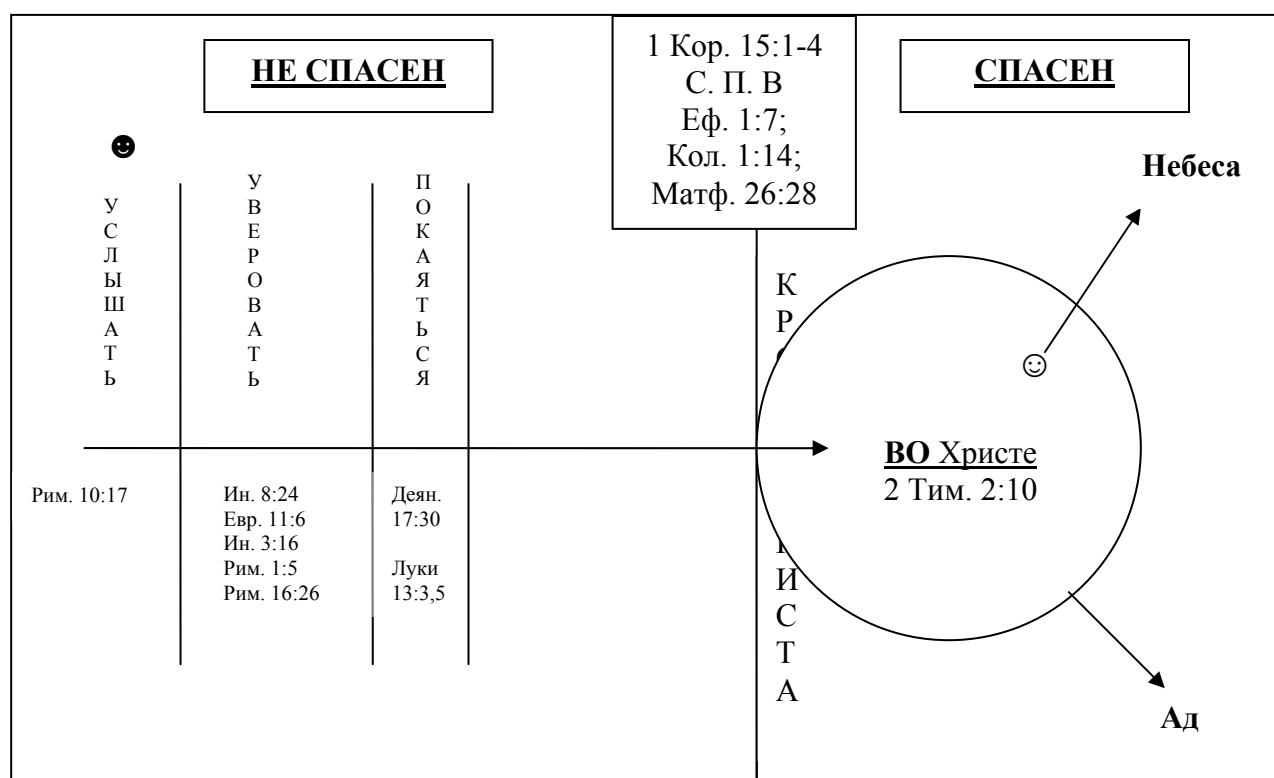 НЕ СПАСЕН
1 Кор. 15:1-4
С. П. В
Еф. 1:7;
Кол. 1:14;
Матф. 26:28
СПАСЕН
☻
Небеса
УСЛЫШАТЬ
УВЕРОВАТЬ
ПОКАЯТЬСЯ
☺
ВО Христе
2 Тим. 2:10
Рим. 10:17
Ин. 8:24
Евр. 11:6
Ин. 3:16
Рим. 1:5
Рим. 16:26
Деян.
17:30
Луки
13:3,5
Ад